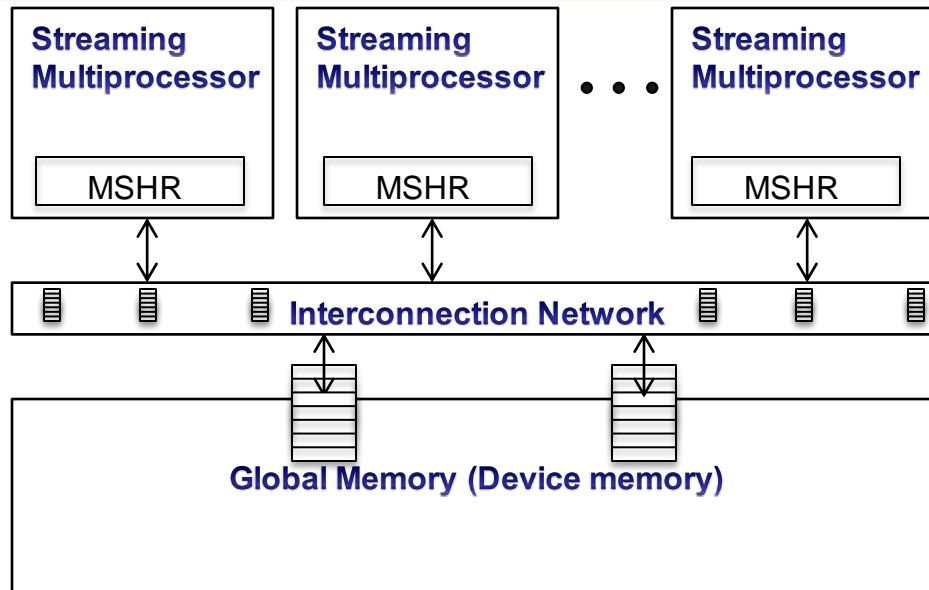 Streaming
Multiprocessor
Streaming
Multiprocessor
Streaming
Multiprocessor
MSHR
MSHR
MSHR
Interconnection Network
Global Memory (Device memory)